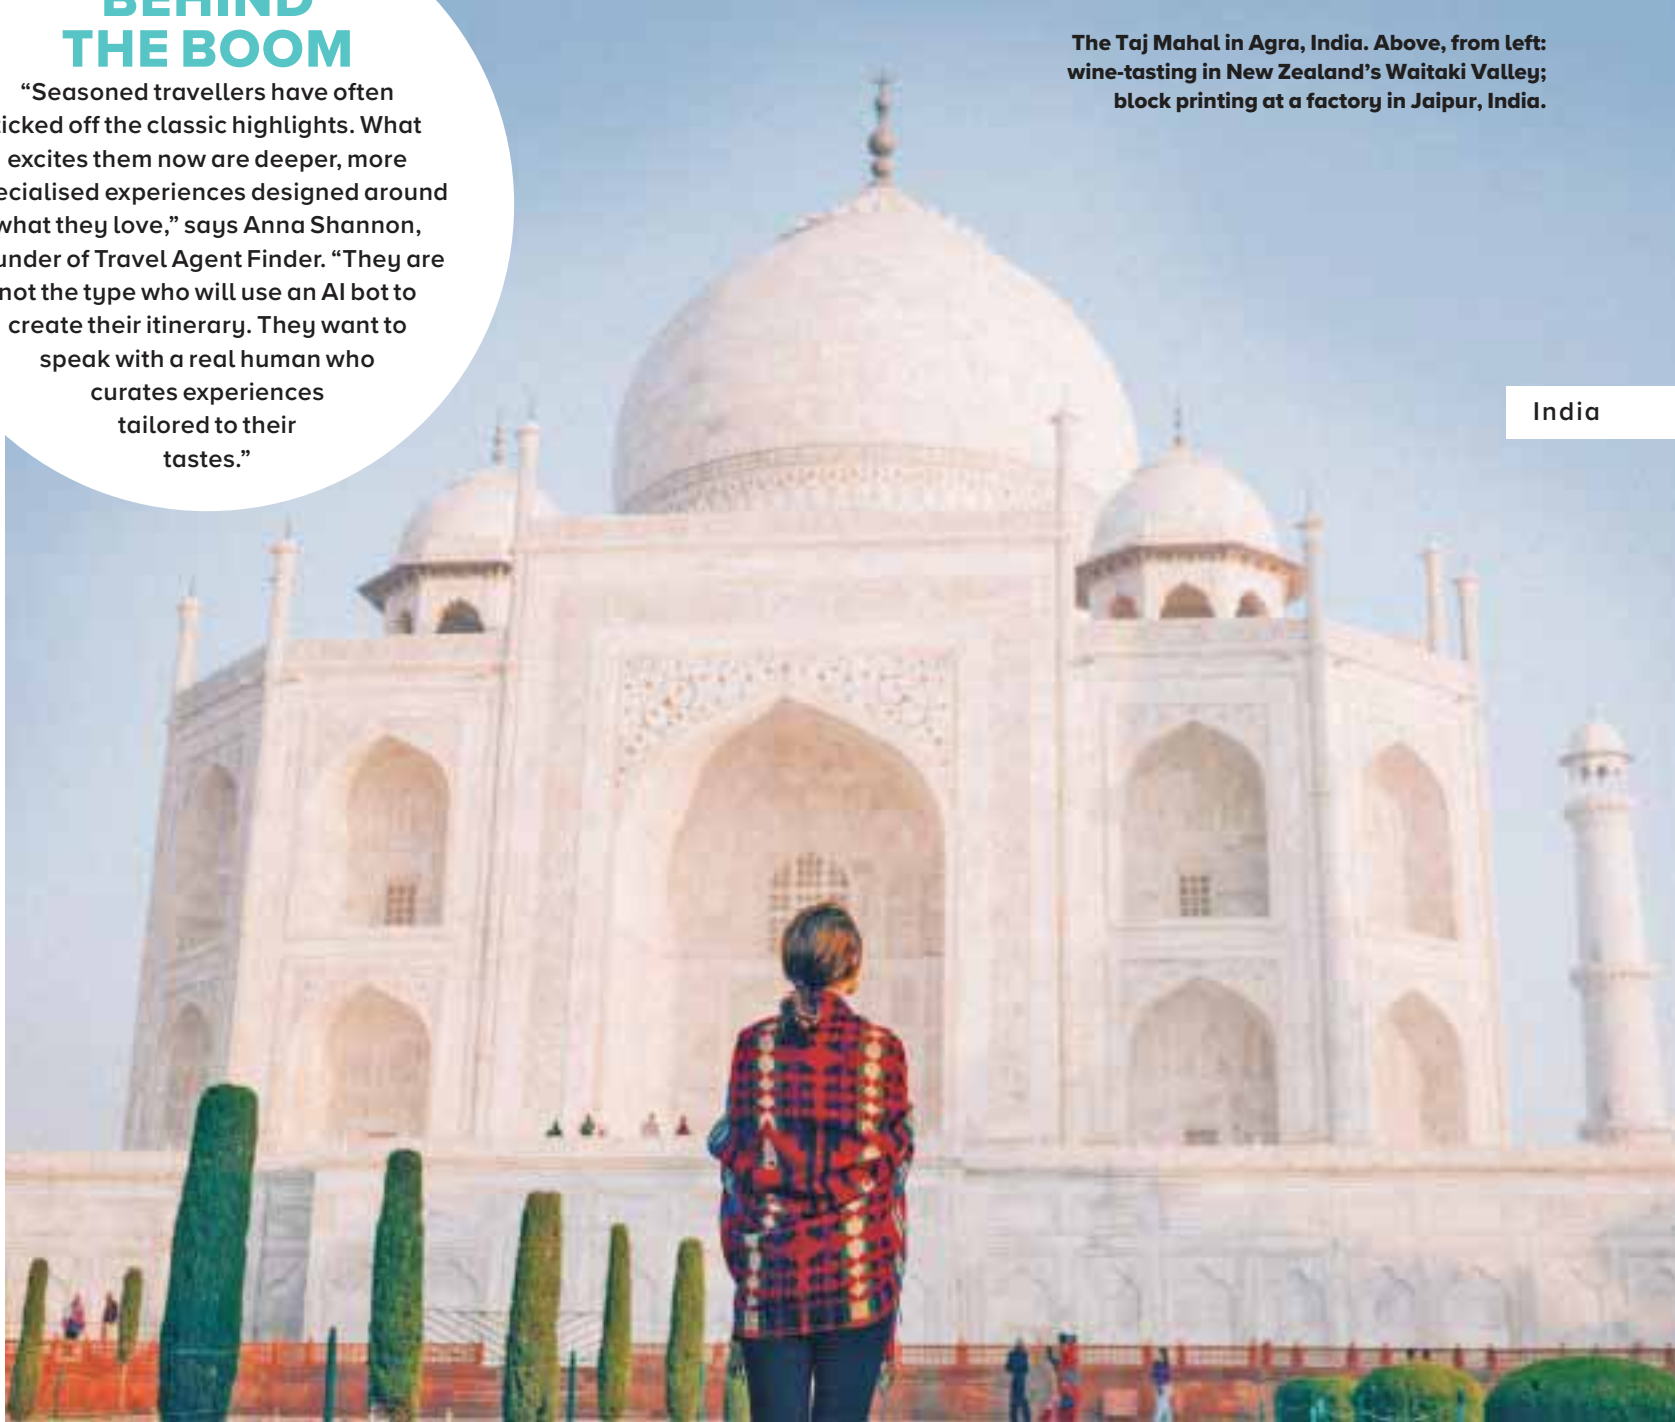 BEHIND
THE BOOM
“Seasoned travellers have often
ticked off the classic highlights. What
excites them now are deeper, more
specialised experiences designed around
what they love,” says Anna Shannon,
founder of Travel Agent Finder. “They are
not the type who will use an AI bot to
create their itinerary. They want to
speak with a real human who
curates experiences
tailored to their
tastes.”
The Taj Mahal in Agra, India. Above, from left:
wine-tasting in New Zealand’s Waitaki Valley;
block printing at a factory in Jaipur, India.
India